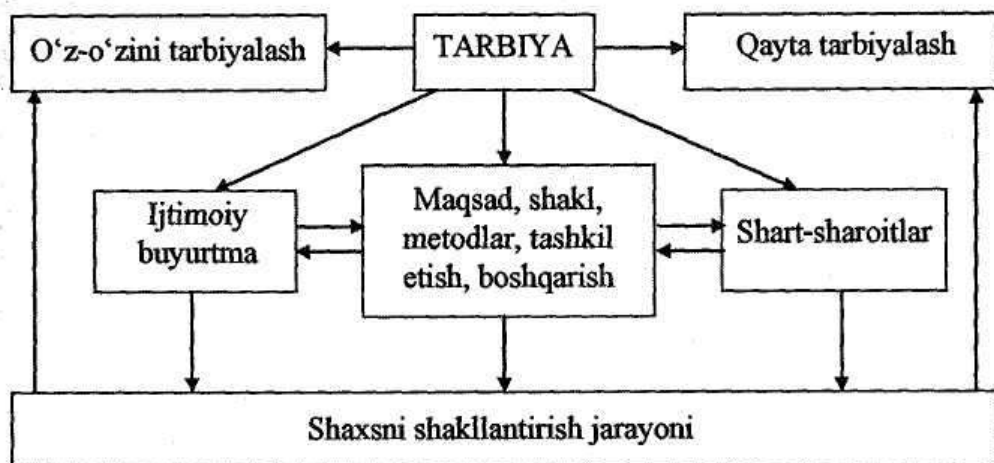 O‘z-o‘zini tarbiyalash
TARBIYA
Qayta tarbiyalash
Ijtimoiy
buyurtma
Maqsad, shakl,
metodlar, tashkil
etish, boshqarish
Shart-sharoitlar
Shaxsni shakllantirish jarayoni